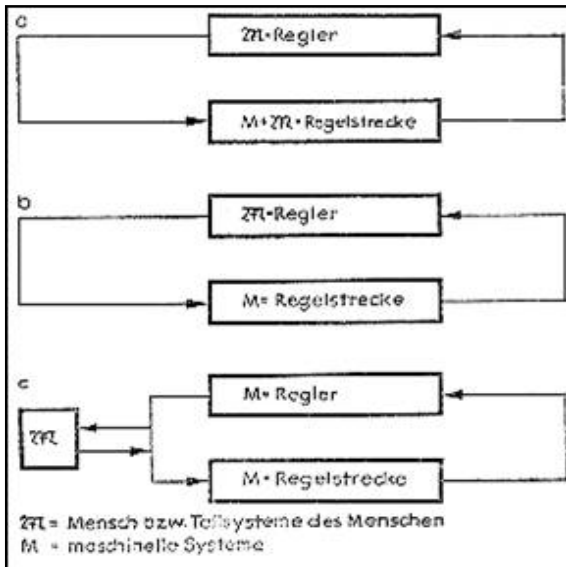 a
𝔐=Regler
M+𝔐=Regelstrecke
b
𝔐=Regler
M=Regelstrecke
c
M=Regler
𝔐
M=Regelstrecke
𝔐 = Mensch bzw. Teilsysteme des Menschen
M = maschinelle Systeme